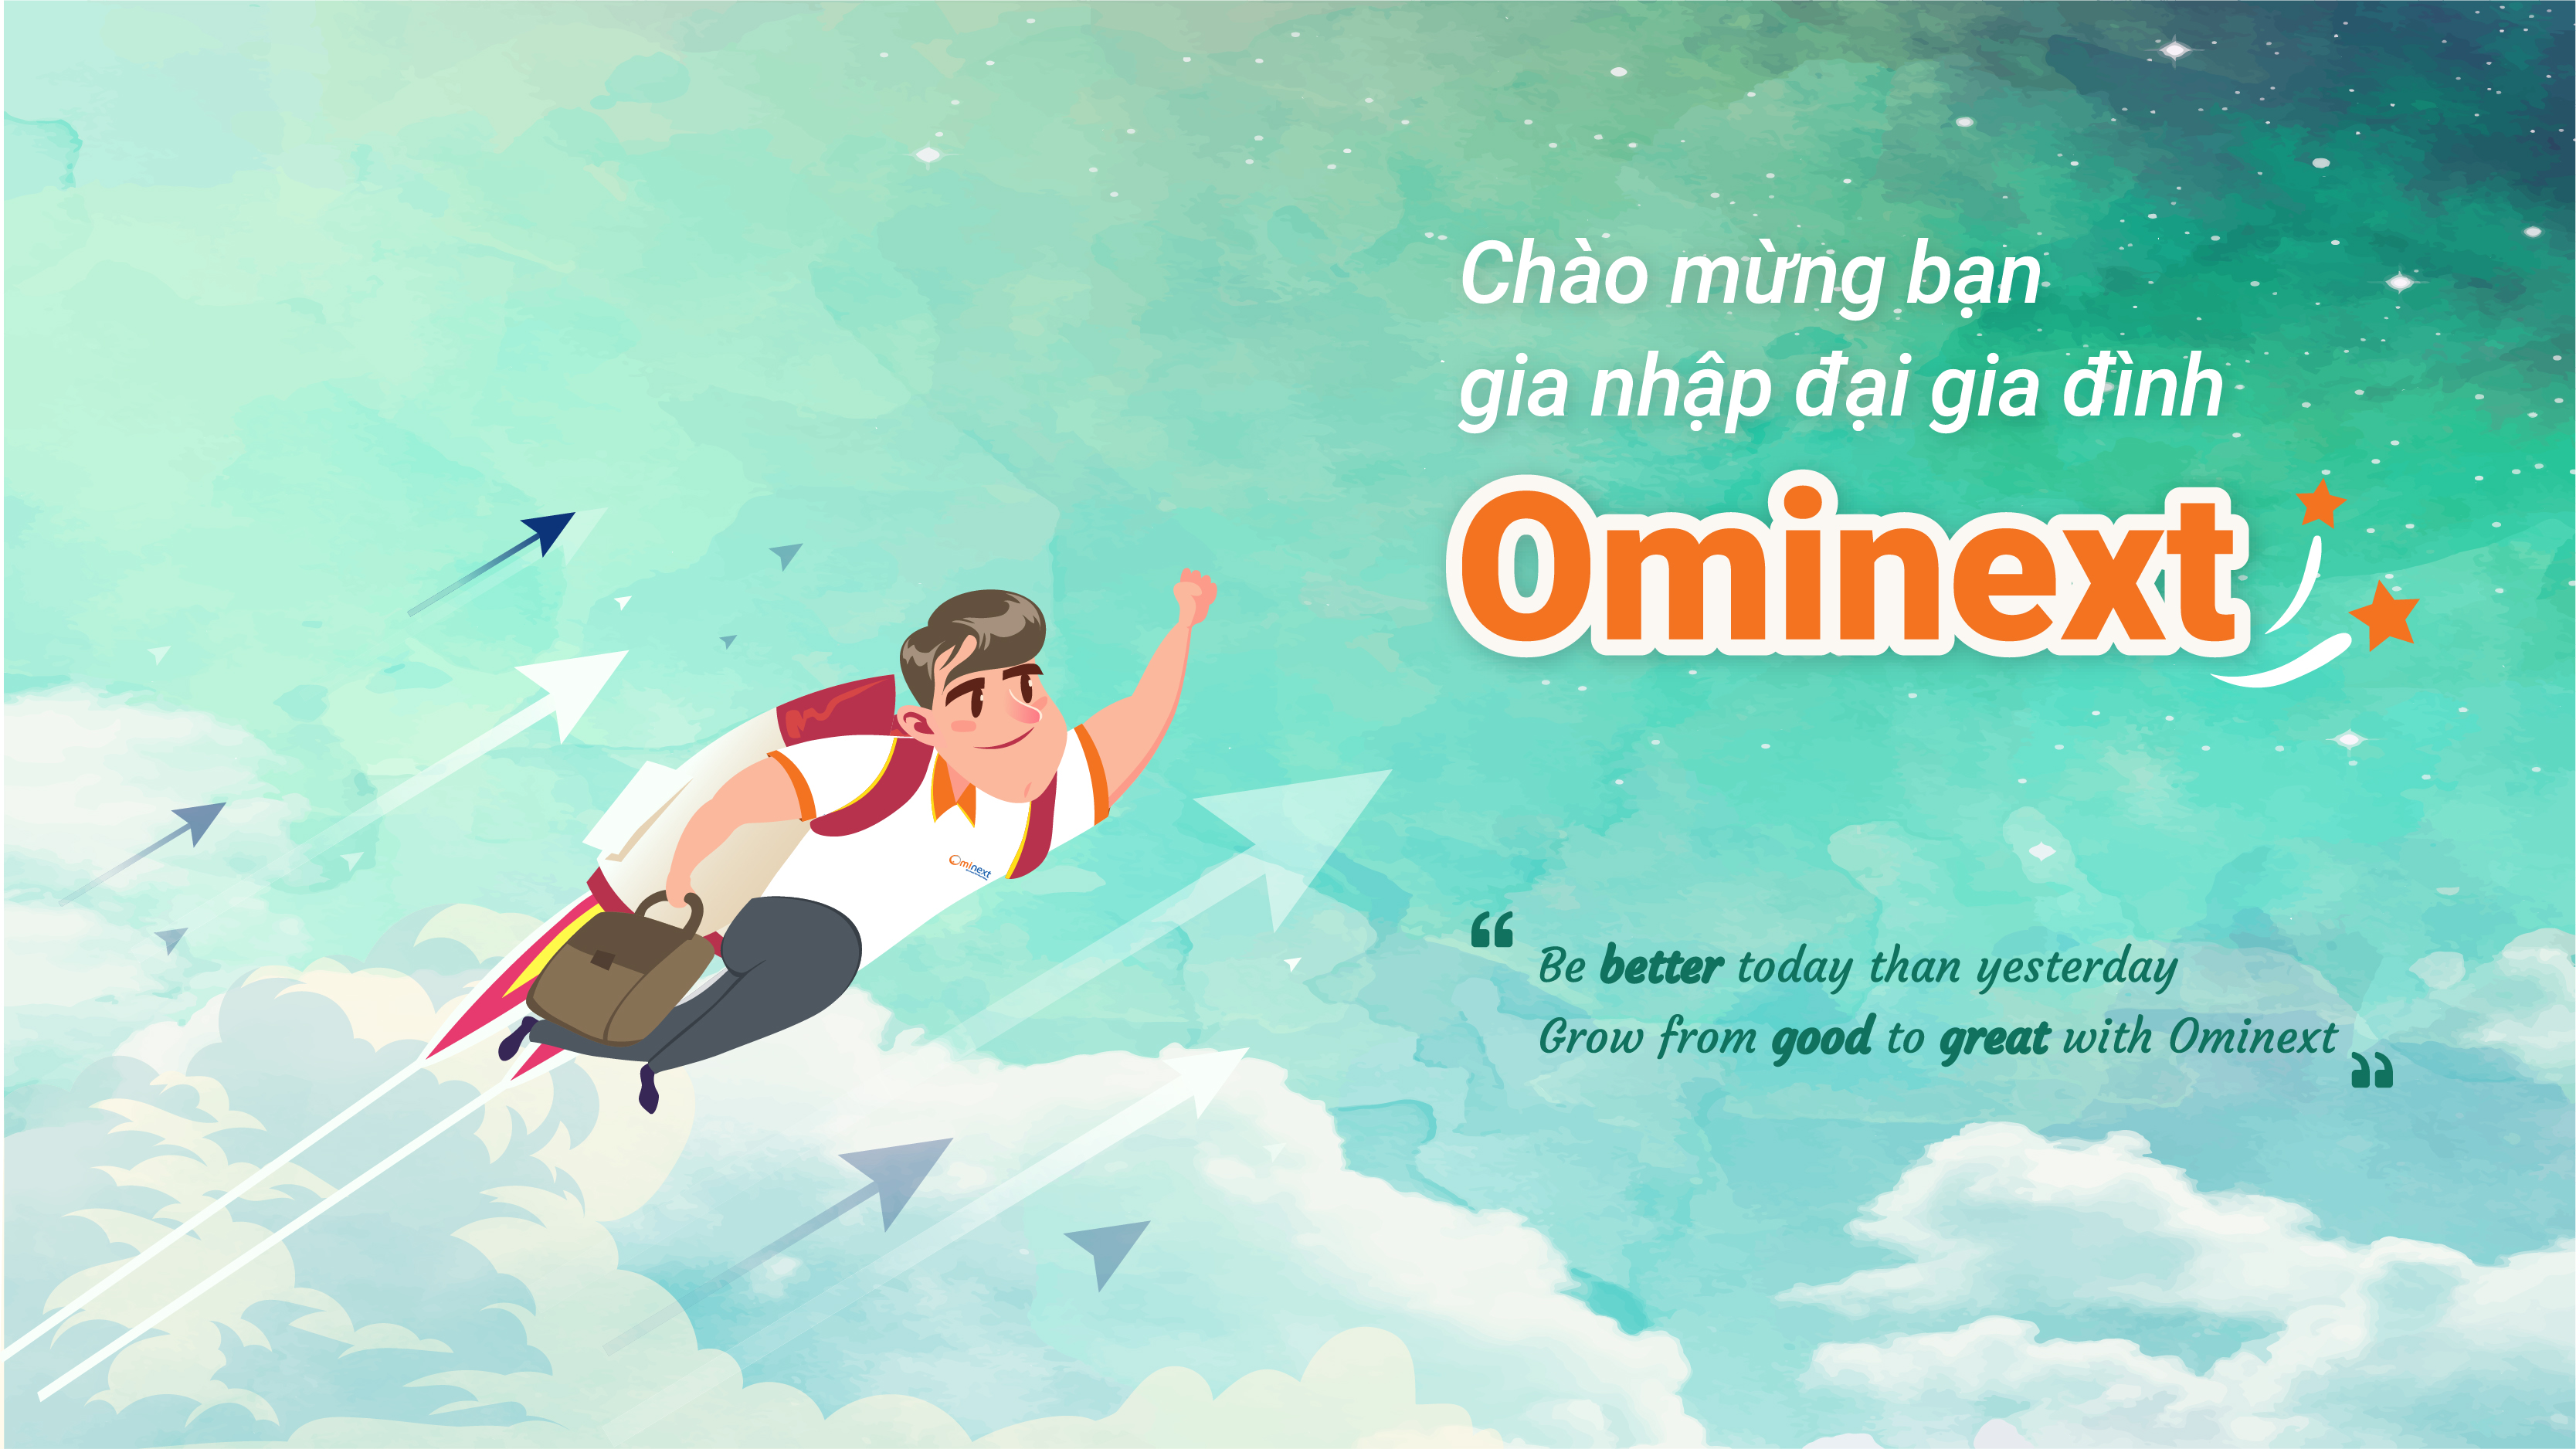 Chào mừng bạn
gia nhập đại gia đình
Ominext
Ominext
“ Be better today than yesterday
Grow from good to great with Ominext ”